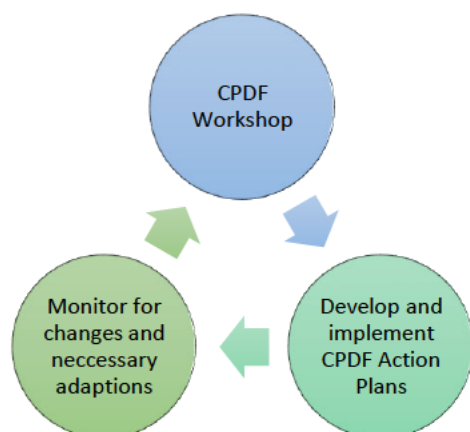 CPDF
Workshop
Develop and
implement
CPDF Action
Plans
Monitor for
changes and
neccessary
adaptions